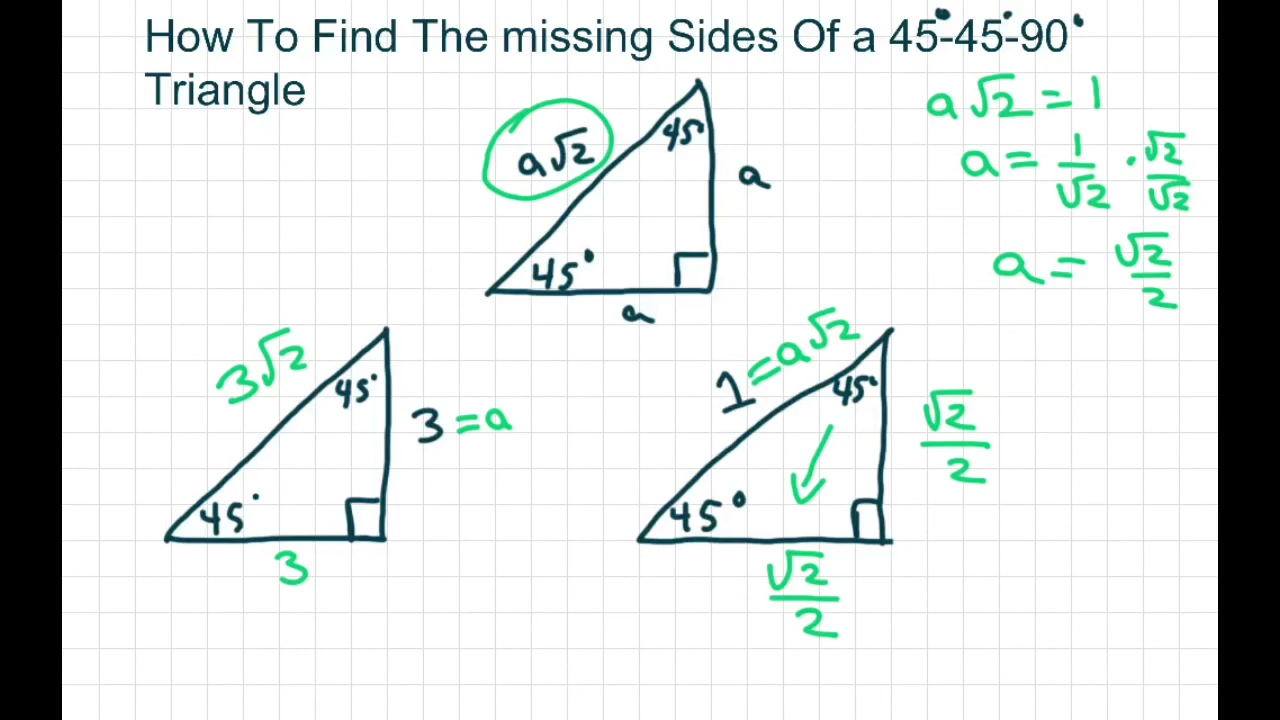 How To Find The missing Sides Of a 45°-45°-90°
Triangle
a√2
45°
a
45°
a
a√2 = 1
a = 1/√2 · √2/√2
a = √2/2
3√2
45°
3 = a
45°
3
1 = a√2
45°
√2/2
45°
√2/2